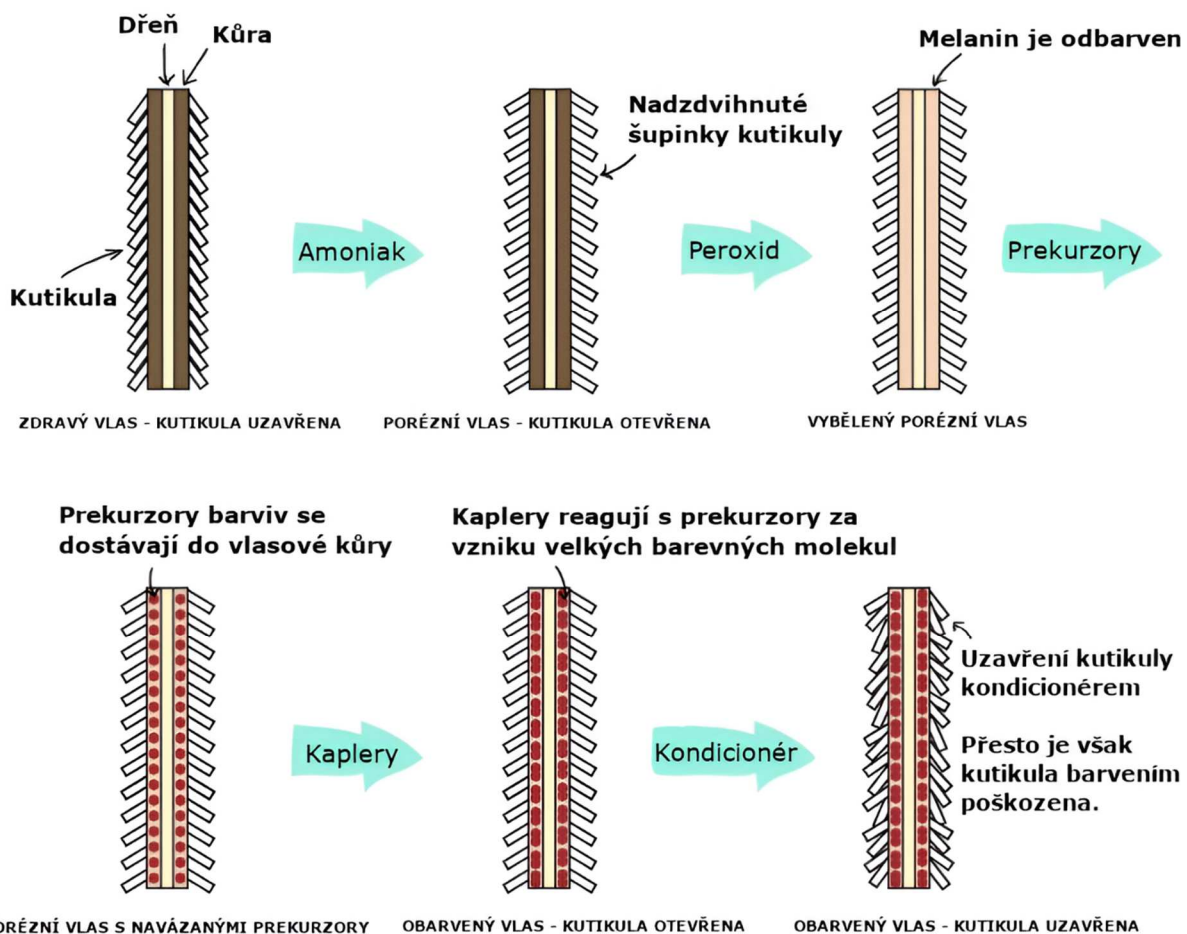 Dřeň
Kůra
Kutikula
Amoniak
ZDRAVÝ VLAS - KUTIKULA UZAVŘENA
Nadzdvihnuté
šupinky kutikuly
Peroxid
PORÉZNÍ VLAS - KUTIKULA OTEVŘENA
Melanin je odbarven
Prekurzory
VYBĚLENÝ PORÉZNÍ VLAS
Prekurzory barviv se
dostávají do vlasové kůry
Kaplery
ORÉZNÍ VLAS S NAVÁZANÝMI PREKURZORY
Kaplery reagují s prekurzory za
vzniku velkých barevných molekul
Kondicionér
OBARVENÝ VLAS - KUTIKULA OTEVŘENA
Uzavření kutikuly
kondicionérem
Přesto je však
kutikula barvením
poškozena.
OBARVENÝ VLAS - KUTIKULA UZAVŘENA